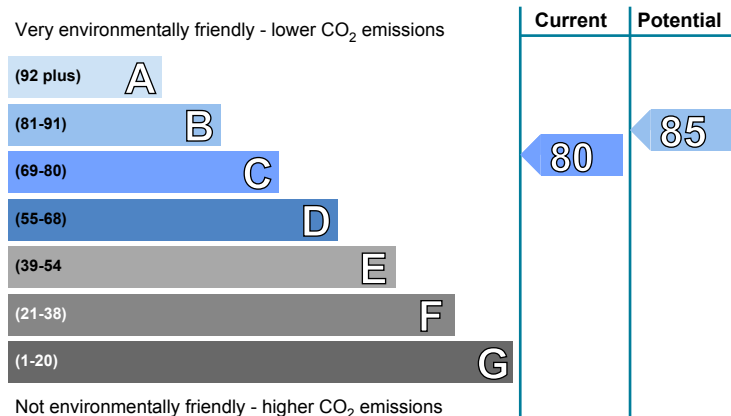 Current Potential
Very environmentally friendly - lower CO2 emissions
(92 plus) A
(81-91) B
(69-80) C
(55-68) D
(39-54 E
(21-38) F
(1-20) G
80
85
Not environmentally friendly - higher CO2 emissions